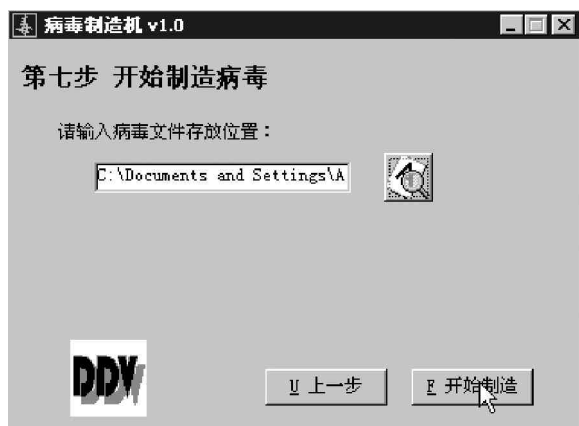 病毒制造机 v1.0
第七步 开始制造病毒
请输入病毒文件存放位置：
C:\Documents and Settings\A
DDV
U 上一步
F 开始制造